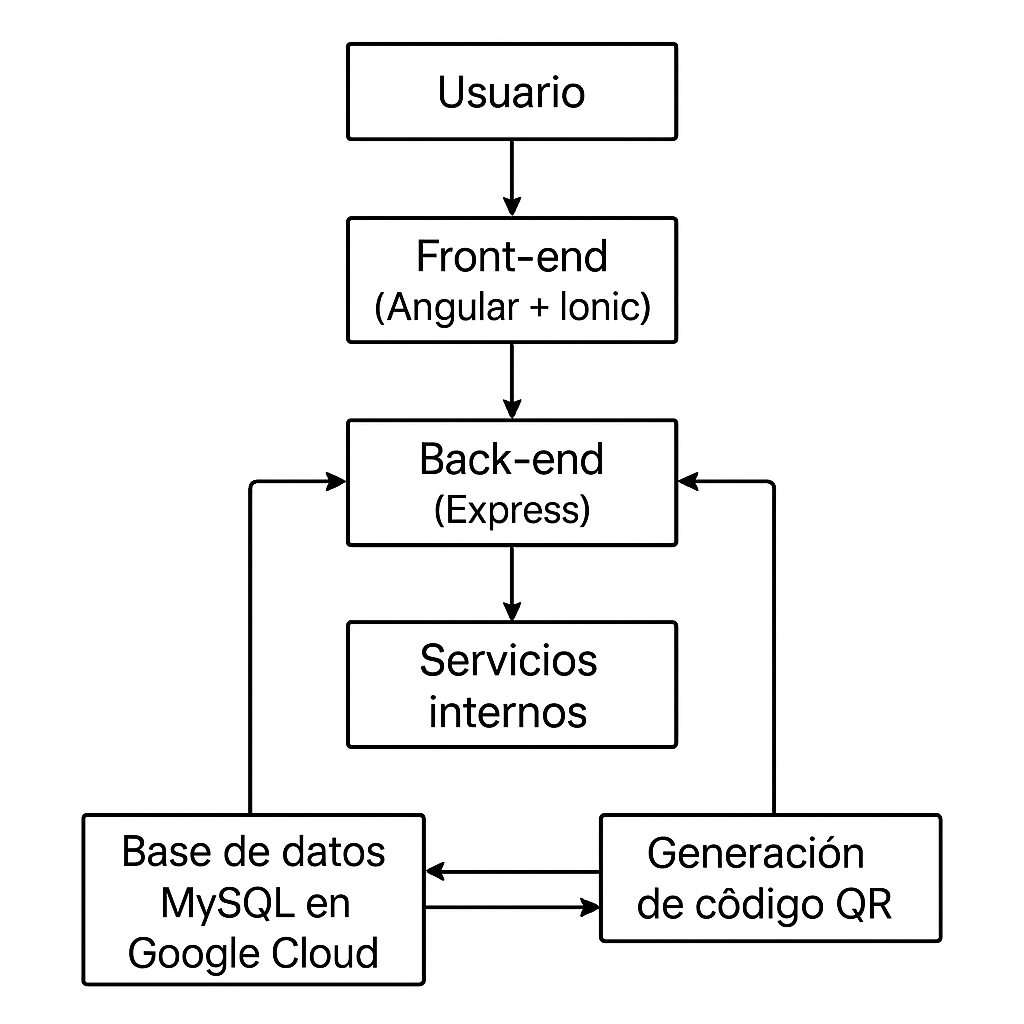 Usuario
Front-end
(Angular + Ionic)
Back-end
(Express)
Servicios
internos
Base de datos
MySQL en
Google Cloud
Generación
de côdigo QR